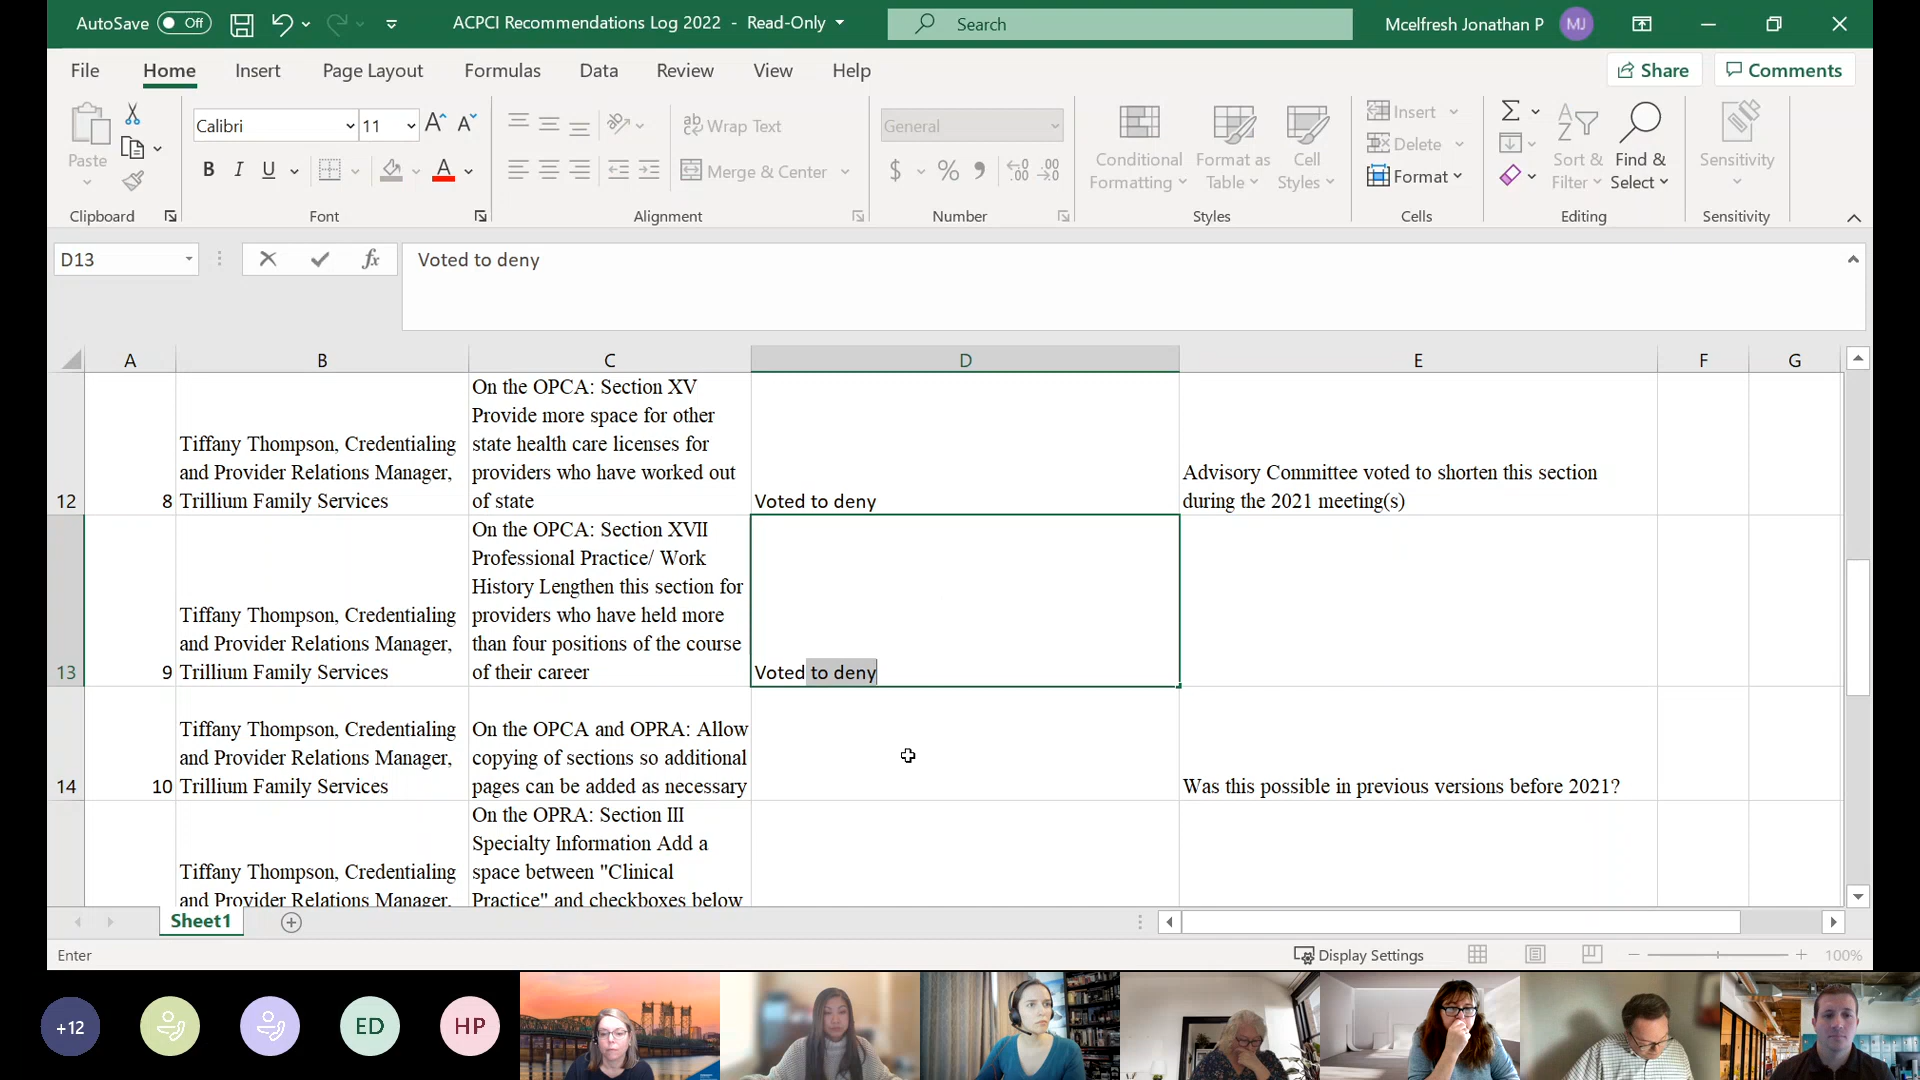 AutoSave Off ACPCI Recommendations Log 2022 - Read-Only Search Mcelfresh Jonathan P MJ
File Home Insert Page Layout Formulas Data Review View Help Share Comments
Calibri 11 Wrap Text General Insert
Paste Delete
B I U Merge & Center $ % Conditional Formatting Format as Table Cell Styles Format Sort & Filter Find & Select Sensitivity
Clipboard Font Alignment Number Styles Cells Editing Sensitivity
D13 fx Voted to deny
A B C D E F G
12 8
Tiffany Thompson, Credentialing
and Provider Relations Manager,
Trillium Family Services
On the OPCA: Section XV
Provide more space for other
state health care licenses for
providers who have worked out
of state
Voted to deny
Advisory Committee voted to shorten this section
during the 2021 meeting(s)
13 9
Tiffany Thompson, Credentialing
and Provider Relations Manager,
Trillium Family Services
On the OPCA: Section XVII
Professional Practice/ Work
History Lengthen this section for
providers who have held more
than four positions of the course
of their career
Voted to deny
14 10
Tiffany Thompson, Credentialing
and Provider Relations Manager,
Trillium Family Services
On the OPCA and OPRA: Allow
copying of sections so additional
pages can be added as necessary
Was this possible in previous versions before 2021?
Tiffany Thompson, Credentialing
and Provider Relations Manager,
On the OPRA: Section III
Specialty Information Add a
space between "Clinical
Practice" and checkboxes below
Sheet1
Enter Display Settings 100%
+12 ED HP